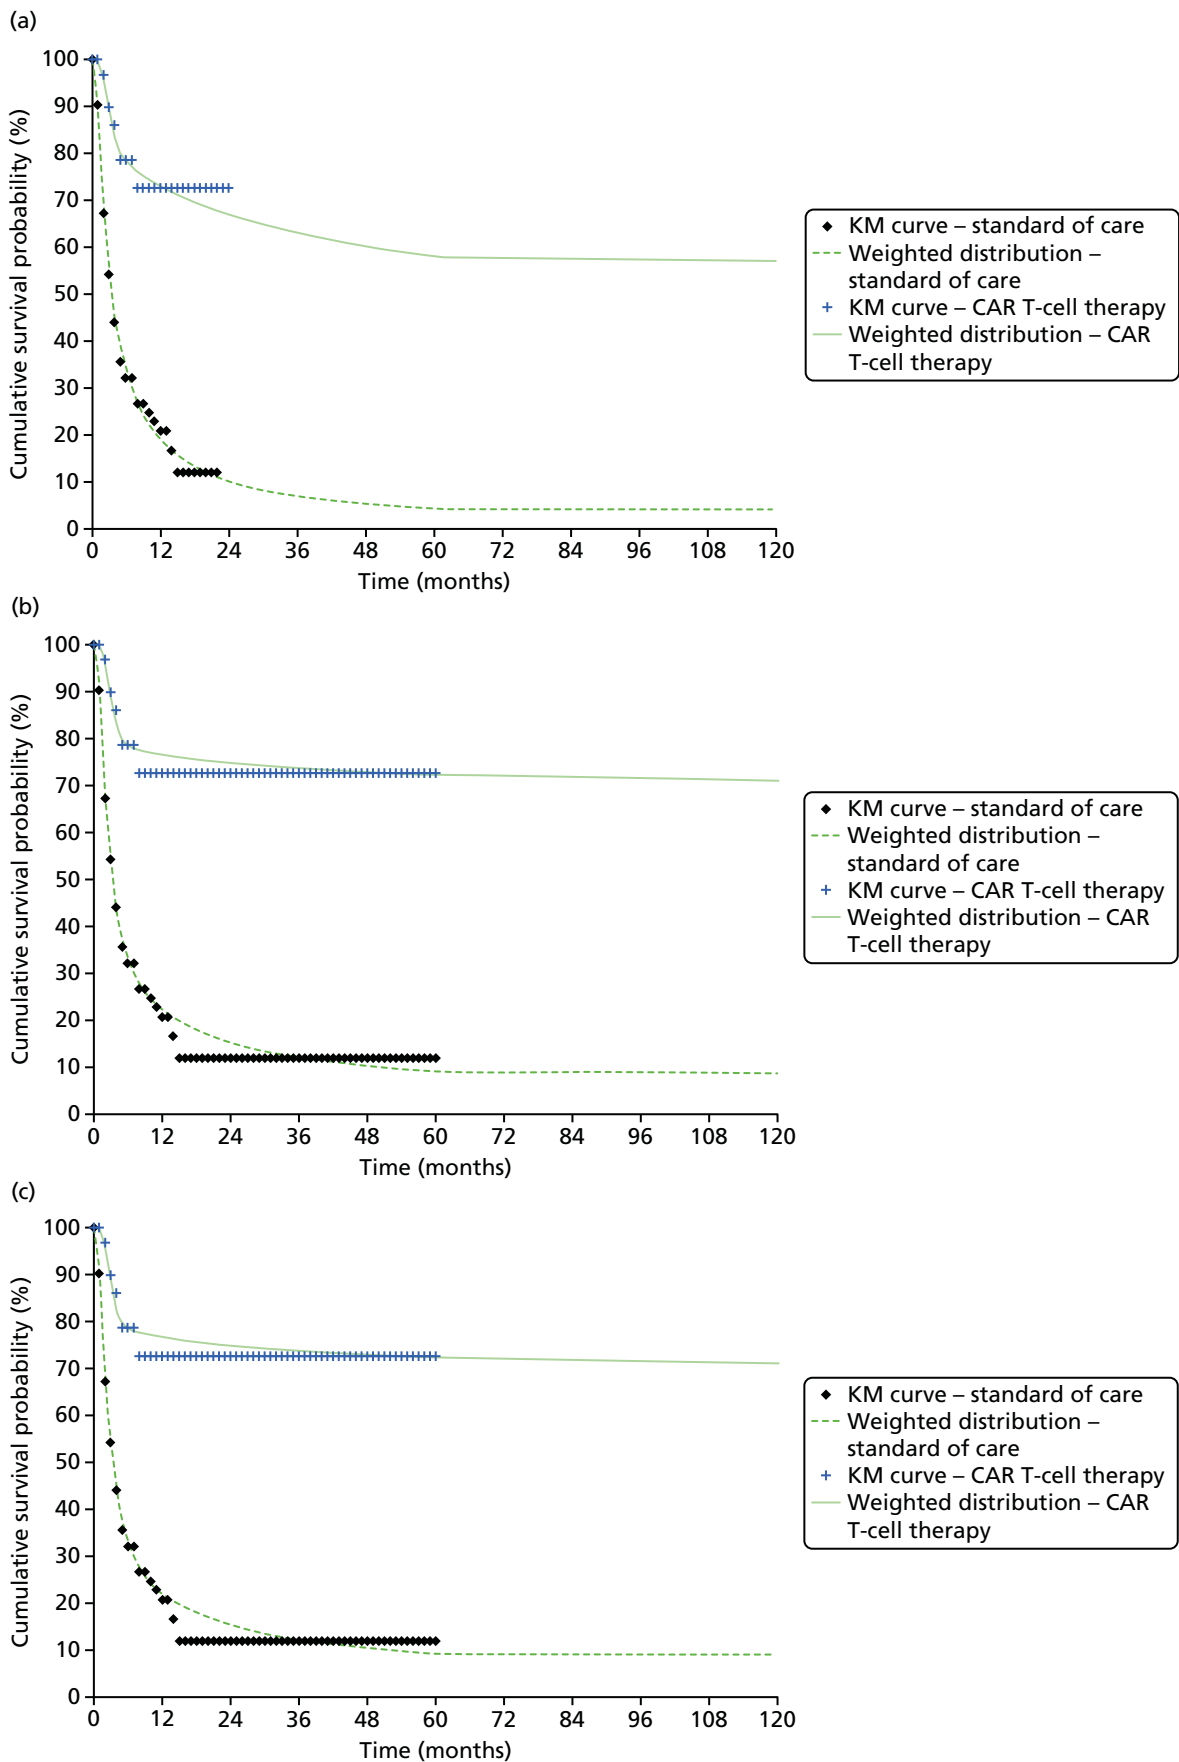 (a)
100
90
80
70
60
50
40
30
20
10
0
Cumulative survival probability (%)
0 12 24 36 48 60 72 84 96 108 120
Time (months)
KM curve – standard of care
Weighted distribution –
standard of care
KM curve – CAR T-cell therapy
Weighted distribution – CAR
T-cell therapy
(b)
100
90
80
70
60
50
40
30
20
10
0
Cumulative survival probability (%)
0 12 24 36 48 60 72 84 96 108 120
Time (months)
KM curve – standard of care
Weighted distribution –
standard of care
KM curve – CAR T-cell therapy
Weighted distribution – CAR
T-cell therapy
(c)
100
90
80
70
60
50
40
30
20
10
0
Cumulative survival probability (%)
0 12 24 36 48 60 72 84 96 108 120
Time (months)
KM curve – standard of care
Weighted distribution –
standard of care
KM curve – CAR T-cell therapy
Weighted distribution – CAR
T-cell therapy